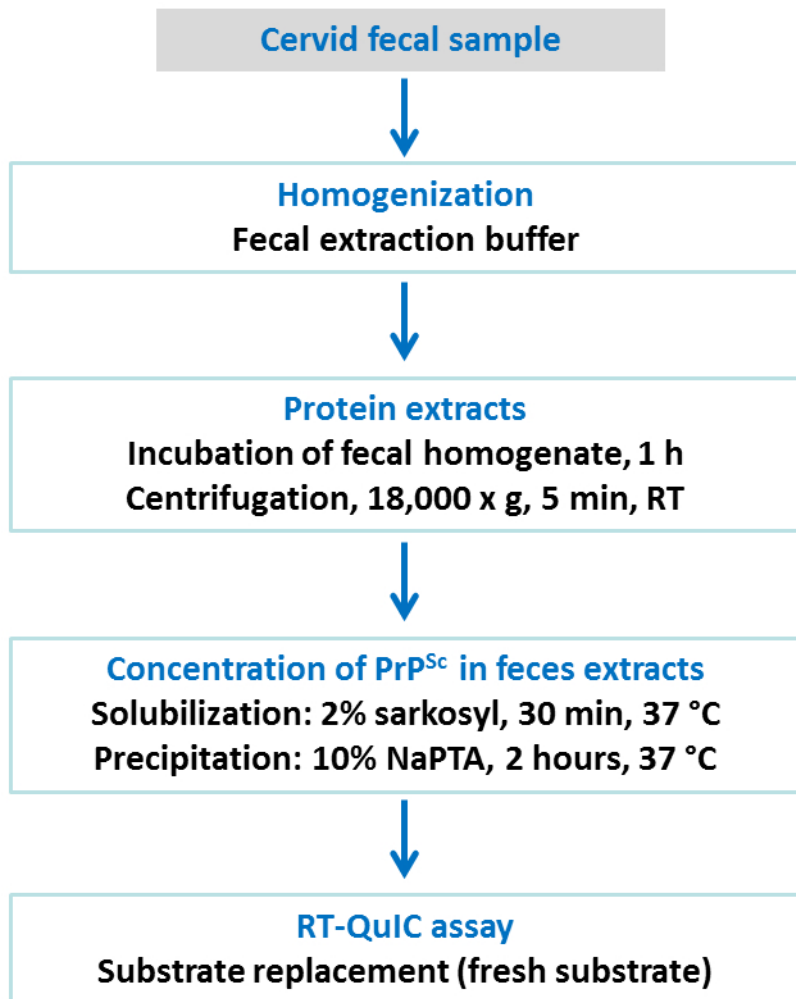 Cervid fecal sample
Homogenization
Fecal extraction buffer
Protein extracts
Incubation of fecal homogenate, 1 h
Centrifugation, 18,000 x g, 5 min, RT
Concentration of PrPSc in feces extracts
Solubilization: 2% sarkosyl, 30 min, 37 °C
Precipitation: 10% NaPTA, 2 hours, 37 °C
RT-QuIC assay
Substrate replacement (fresh substrate)